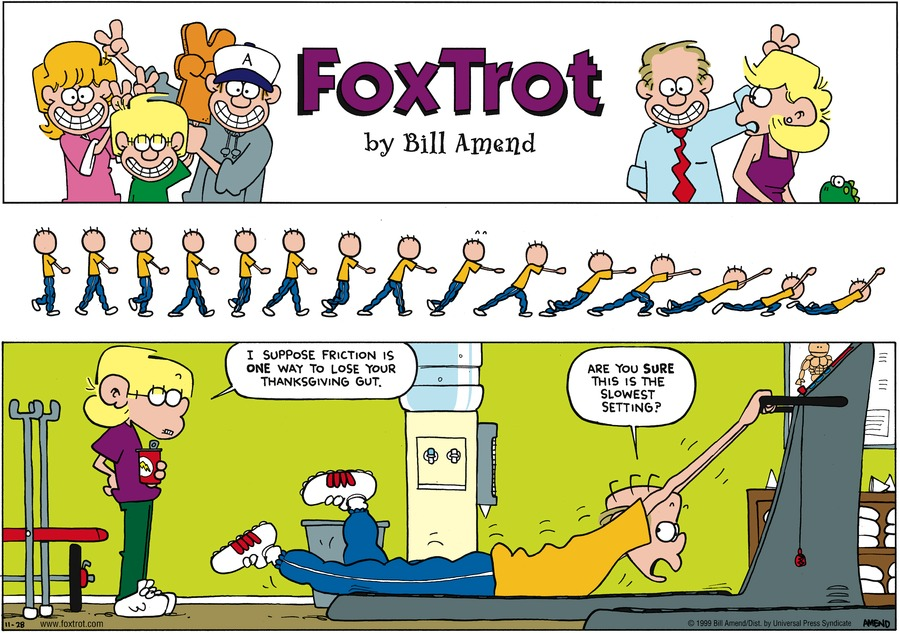 A
FoxTrot
by Bill Amend
I SUPPOSE FRICTION IS
ONE WAY TO LOSE YOUR
THANKSGIVING GUT.
ARE YOU SURE
THIS IS THE
SLOWEST
SETTING?
11-28 www.foxtrot.com
© 1999 Bill Amend/Dist. by Universal Press Syndicate AMEND